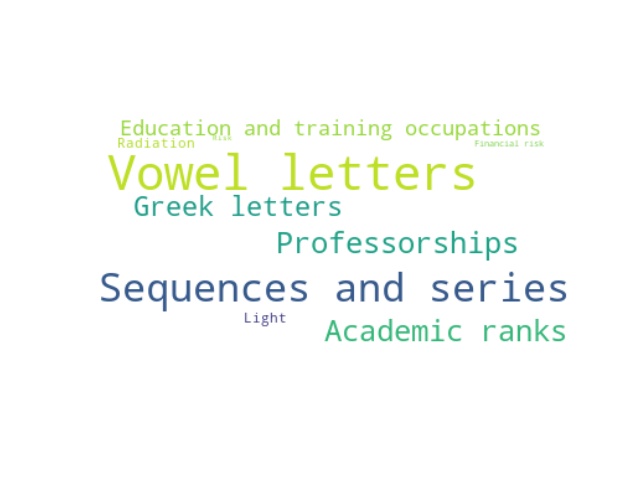 Education and training occupations
Risk
Radiation
Financial risk
Vowel letters
Greek letters
Professorships
Sequences and series
Light
Academic ranks